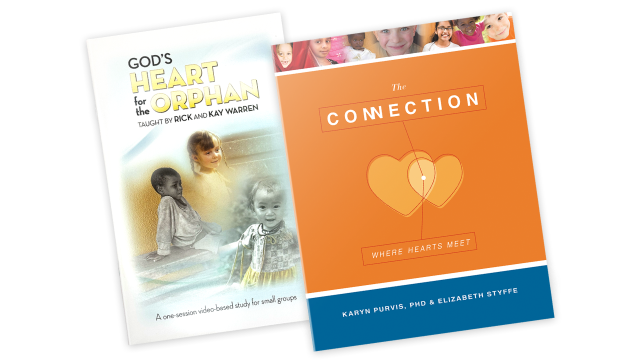 GOD'S
HEART
for the ORPHAN
TAUGHT BY RICK AND KAY WARREN
A one-session video-based study for small groups
The
CONNECTION
WHERE HEARTS MEET
KARYN PURVIS, PHD & ELIZABETH STYFFE